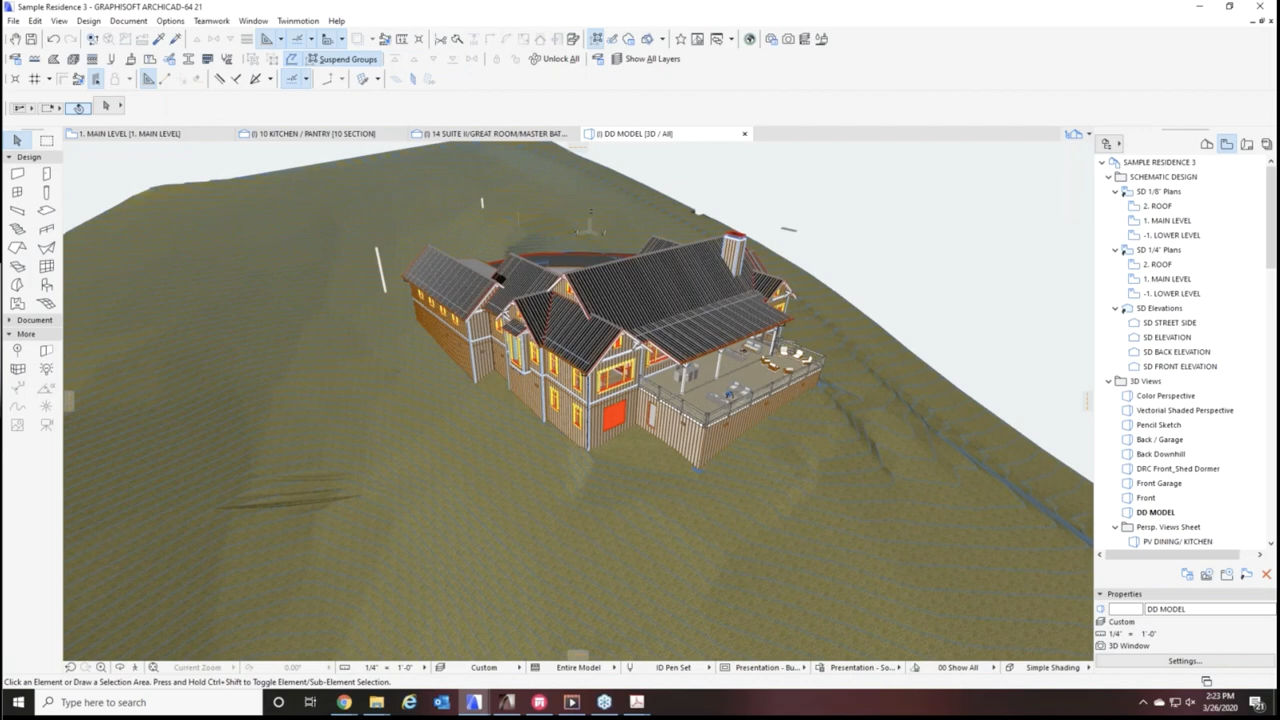 Sample Residence 3 - GRAPHISOFT ARCHICAD-64 21
File Edit View Design Document Options Teamwork Window Twinmotion Help
Suspend Groups
Unlock All
Show All Layers
1. MAIN LEVEL [1. MAIN LEVEL]
(!) 10 KITCHEN / PANTRY [10 SECTION]
(!) 14 SUITE II/GREAT ROOM/MASTER BAT...
(!) DD MODEL [3D / All]
Design
Document
More
SAMPLE RESIDENCE 3
SCHEMATIC DESIGN
SD 1/8" Plans
2. ROOF
1. MAIN LEVEL
-1. LOWER LEVEL
SD 1/4" Plans
2. ROOF
1. MAIN LEVEL
-1. LOWER LEVEL
SD Elevations
SD STREET SIDE
SD ELEVATION
SD BACK ELEVATION
SD FRONT ELEVATION
3D Views
Color Perspective
Vectorial Shaded Perspective
Pencil Sketch
Back / Garage
Back Downhill
DRC Front_Shed Dormer
Front Garage
Front
DD MODEL
Persp. Views Sheet
PV DINING/ KITCHEN
Properties
DD MODEL
Custom
1/4" = 1'-0"
3D Window
Settings...
Current Zoom 0.00° 1/4" = 1'-0" Custom Entire Model ID Pen Set Presentation - Bu... Presentation - So... 00 Show All Simple Shading
Click an Element or Draw a Selection Area. Press and Hold Ctrl+Shift to Toggle Element/Sub-Element Selection.
Type here to search
2:23 PM
3/26/2020
21